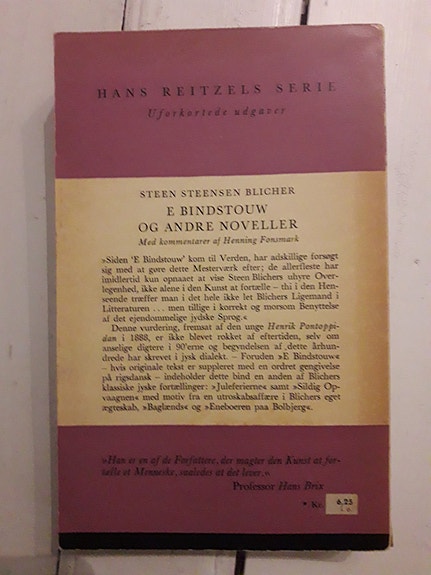 HANS REITZELS SERIE
Uforkortede udgaver
STEEN STEENSEN BLICHER
E BINDSTOUW
OG ANDRE NOVELLER
Med kommentarer af Henning Fonsmark
»Siden 'E Bindstouw' kom til Verden, har adskillige forsøgt
sig med at gøre dette Mesterværk efter; de allerfleste har
imidlertid kun opnaaet at vise Steen Blichers uhyre Over-
legenhed, ikke alene i den Kunst at fortælle – thi i den Hen-
seende træffer man i det hele ikke let Blichers Ligemand i
Litteraturen ... men tillige i korrekt og morsom Benyttelse
af det ejendommelige jydske Sprog.«
Denne vurdering, fremsat af den unge Henrik Pontoppi-
dan i 1888, er ikke blevet rokket af eftertiden, selv om
anselige digtere i 90'erne og begyndelsen af dette århun-
drede har skrevet i jysk dialekt. – Foruden »E Bindstouw«
– hvis originale tekst er suppleret med en ordret gengivelse
på rigsdansk – indeholder dette bind en anden af Blichers
klassiske jyske fortællinger: »Juleferierne« samt »Sildig Op-
vaagnen« med motiv fra en utroskabsaffære i Blichers eget
ægteskab, »Baglænds« og »Eneboeren paa Bolbjerg«.
»Han er en af de Forfattere, der magter den Kunst at for-
tælle et Menneske, saaledes at det lever.«
Professor Hans Brix
* Kr. 6,25